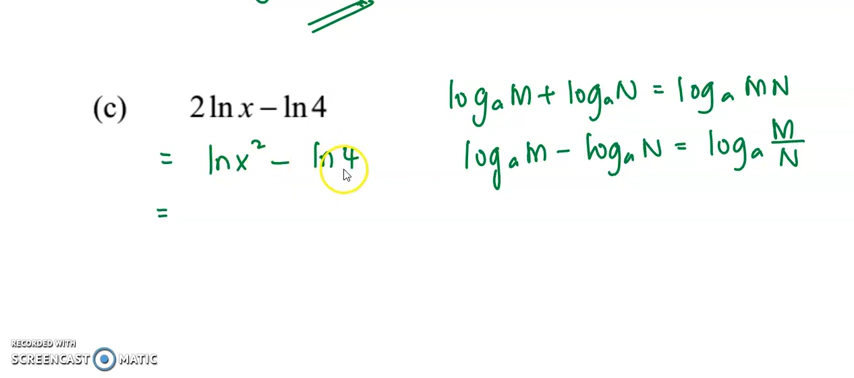 (c) 2 ln x − ln 4
= ln x² − ln 4
=
logₐ M + logₐ N = logₐ MN
logₐ M − logₐ N = logₐ M/N
RECORDED WITH
SCREENCAST MATIC